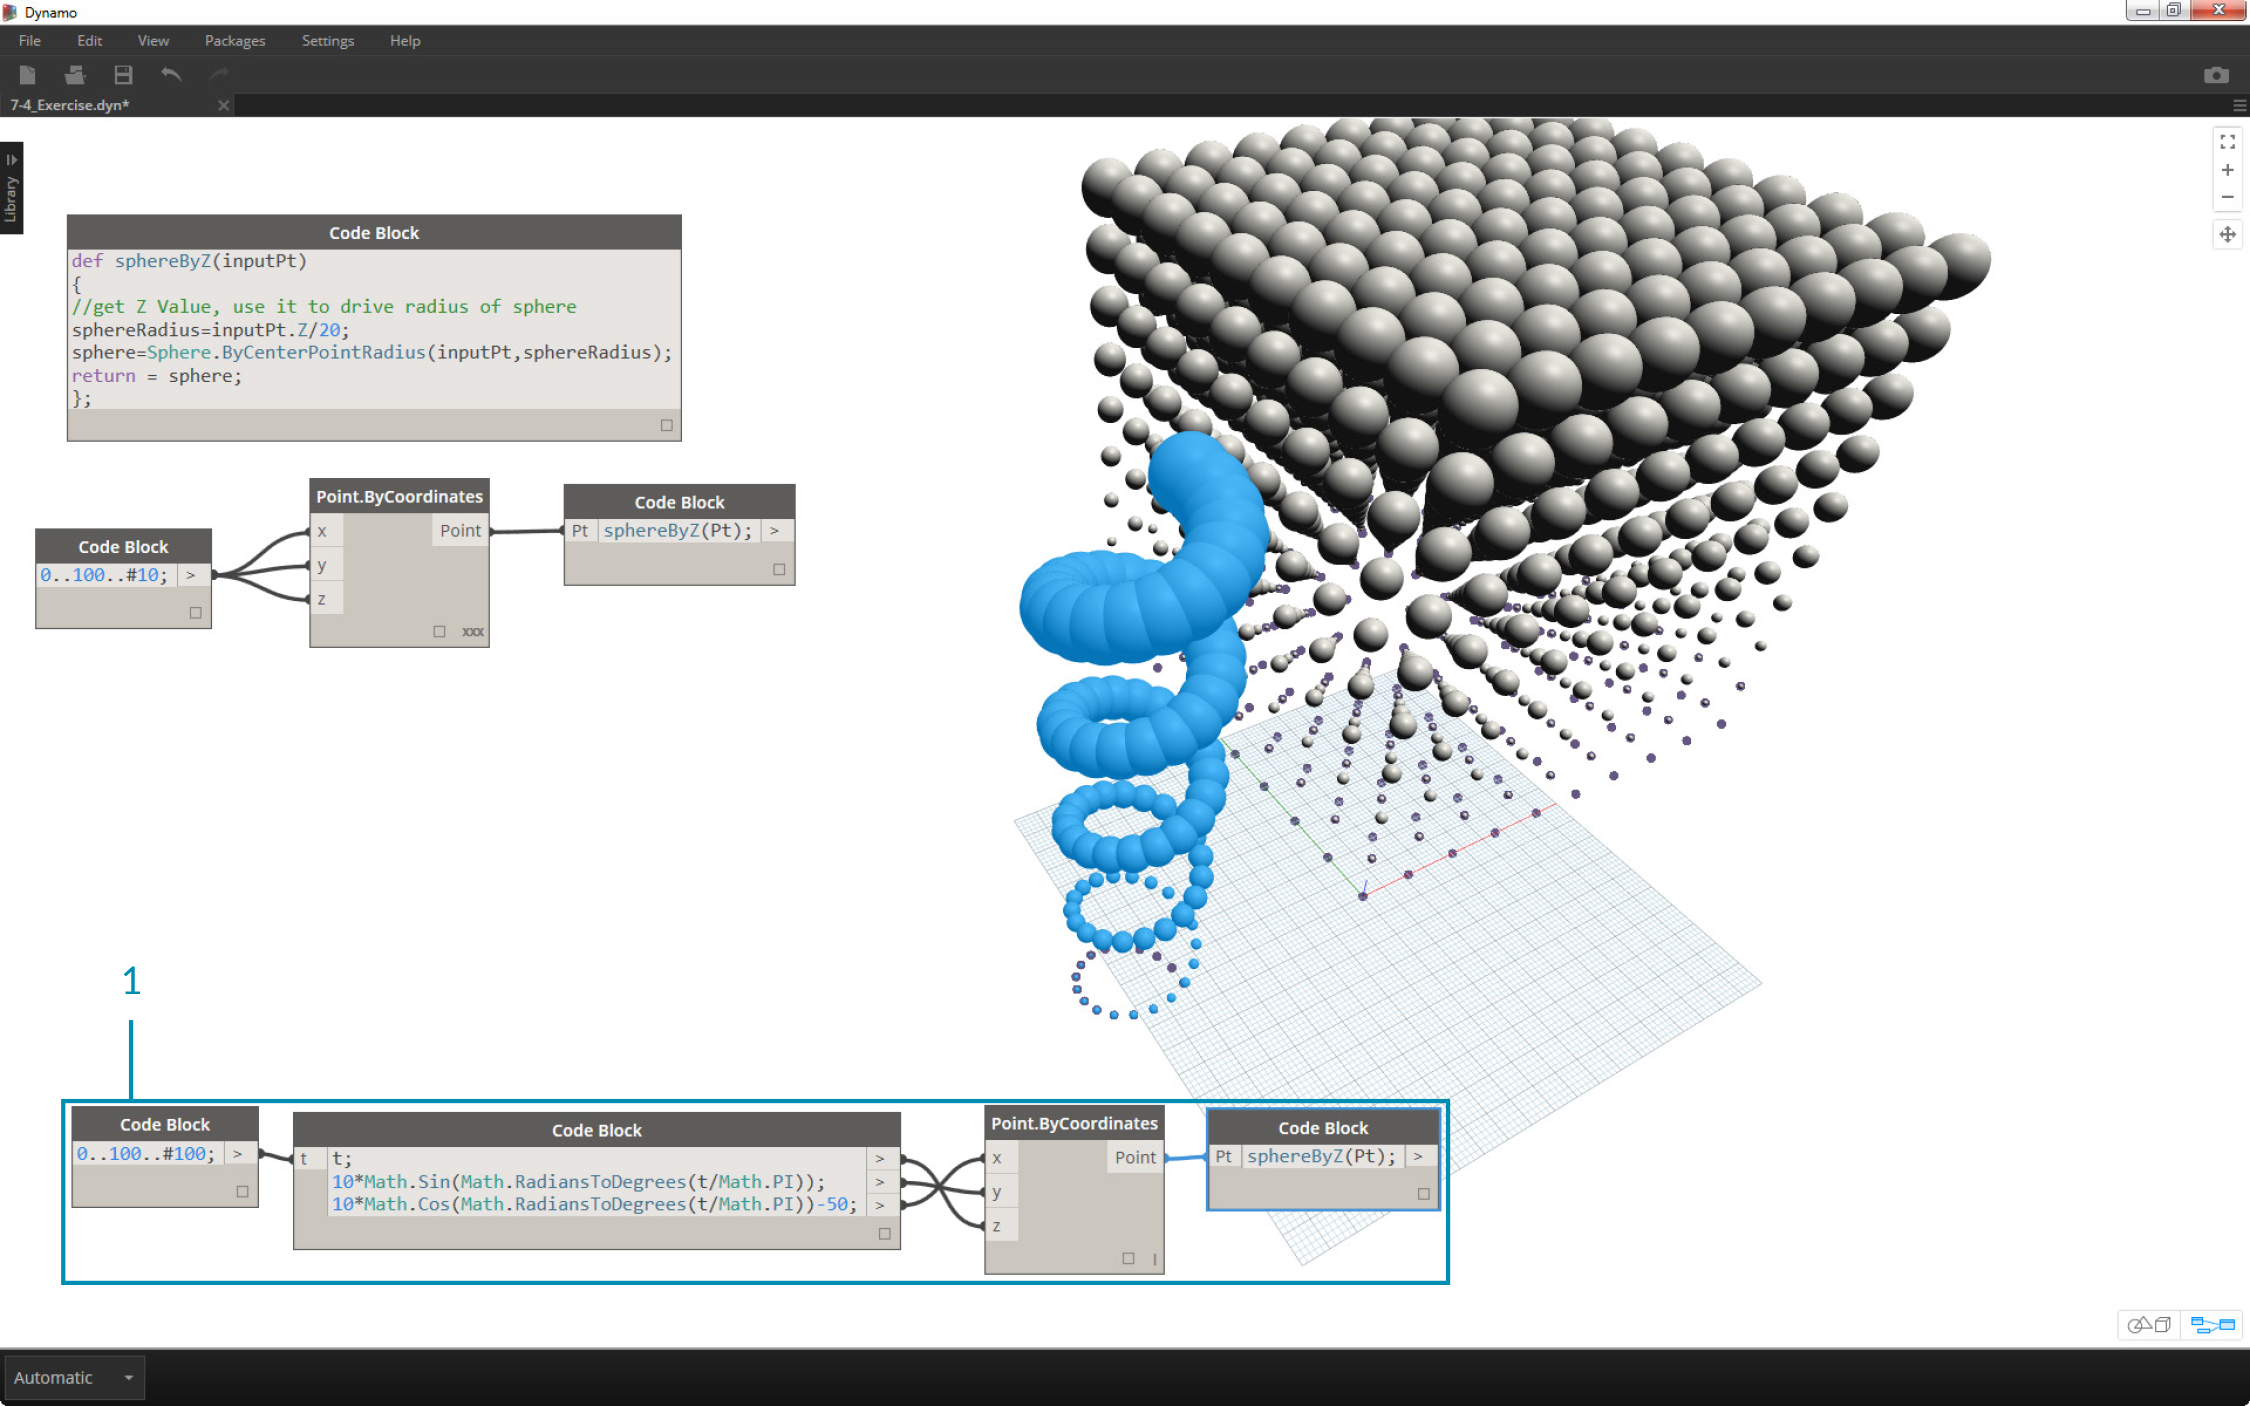 Dynamo
File Edit View Packages Settings Help
7-4_Exercise.dyn*
Library
Code Block
def sphereByZ(inputPt)
{
//get Z Value, use it to drive radius of sphere
sphereRadius=inputPt.Z/20;
sphere=Sphere.ByCenterPointRadius(inputPt,sphereRadius);
return = sphere;
};
Code Block
0..100..#10; >
Point.ByCoordinates
x Point
y
z
xxx
Code Block
Pt sphereByZ(Pt); >
1
Code Block
0..100..#100; >
Code Block
t t; >
10*Math.Sin(Math.RadiansToDegrees(t/Math.PI)); >
10*Math.Cos(Math.RadiansToDegrees(t/Math.PI))-50; >
Point.ByCoordinates
x Point
y
z
|
Code Block
Pt sphereByZ(Pt); >
Automatic